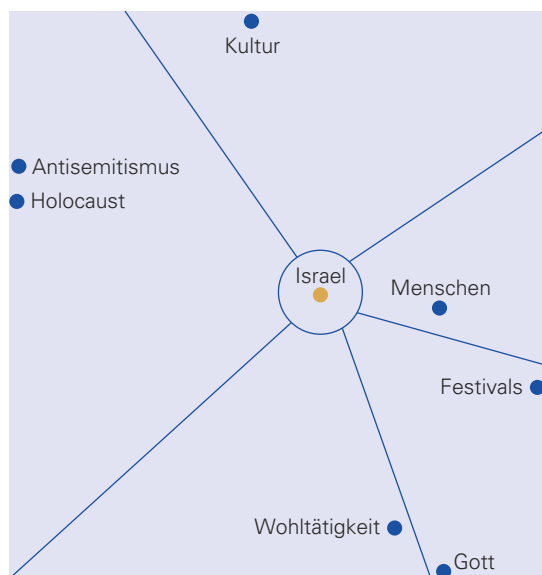 Kultur
Antisemitismus
Holocaust
Israel
Menschen
Festivals
Wohltätigkeit
Gott